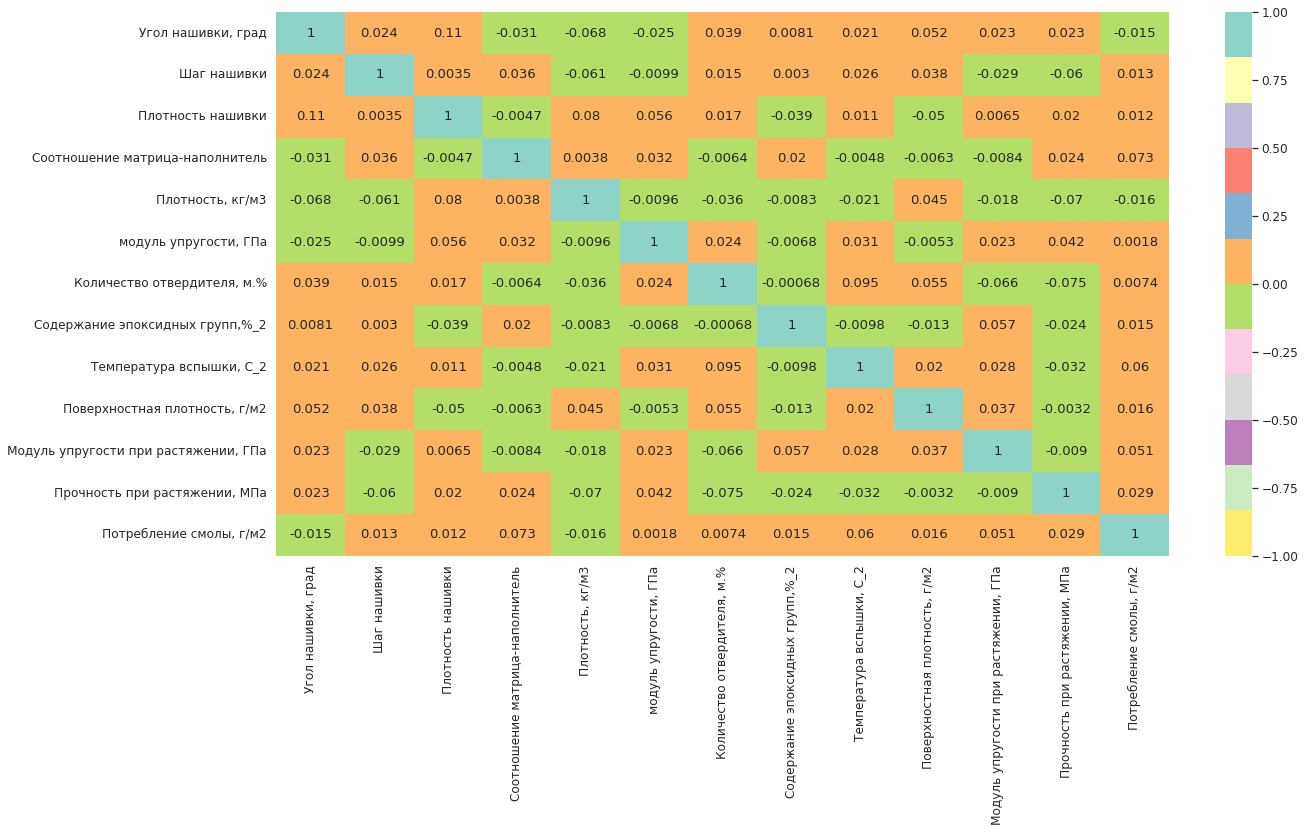 Угол нашивки, град 1 0.024 0.11 -0.031 -0.068 -0.025 0.039 0.0081 0.021 0.052 0.023 0.023 -0.015
Шаг нашивки 0.024 1 0.0035 0.036 -0.061 -0.0099 0.015 0.003 0.026 0.038 -0.029 -0.06 0.013
Плотность нашивки 0.11 0.0035 1 -0.0047 0.08 0.056 0.017 -0.039 0.011 -0.05 0.0065 0.02 0.012
Соотношение матрица-наполнитель -0.031 0.036 -0.0047 1 0.0038 0.032 -0.0064 0.02 -0.0048 -0.0063 -0.0084 0.024 0.073
Плотность, кг/м3 -0.068 -0.061 0.08 0.0038 1 -0.0096 -0.036 -0.0083 -0.021 0.045 -0.018 -0.07 -0.016
модуль упругости, ГПа -0.025 -0.0099 0.056 0.032 -0.0096 1 0.024 -0.0068 0.031 -0.0053 0.023 0.042 0.0018
Количество отвердителя, м.% 0.039 0.015 0.017 -0.0064 -0.036 0.024 1 -0.00068 0.095 0.055 -0.066 -0.075 0.0074
Содержание эпоксидных групп,%_2 0.0081 0.003 -0.039 0.02 -0.0083 -0.0068 -0.00068 1 -0.0098 -0.013 0.057 -0.024 0.015
Температура вспышки, С_2 0.021 0.026 0.011 -0.0048 -0.021 0.031 0.095 -0.0098 1 0.02 0.028 -0.032 0.06
Поверхностная плотность, г/м2 0.052 0.038 -0.05 -0.0063 0.045 -0.0053 0.055 -0.013 0.02 1 0.037 -0.0032 0.016
Модуль упругости при растяжении, ГПа 0.023 -0.029 0.0065 -0.0084 -0.018 0.023 -0.066 0.057 0.028 0.037 1 -0.009 0.051
Прочность при растяжении, МПа 0.023 -0.06 0.02 0.024 -0.07 0.042 -0.075 -0.024 -0.032 -0.0032 -0.009 1 0.029
Потребление смолы, г/м2 -0.015 0.013 0.012 0.073 -0.016 0.0018 0.0074 0.015 0.06 0.016 0.051 0.029 1
Угол нашивки, град
Шаг нашивки
Плотность нашивки
Соотношение матрица-наполнитель
Плотность, кг/м3
модуль упругости, ГПа
Количество отвердителя, м.%
Содержание эпоксидных групп,%_2
Температура вспышки, С_2
Поверхностная плотность, г/м2
Модуль упругости при растяжении, ГПа
Прочность при растяжении, МПа
Потребление смолы, г/м2
1.00
0.75
0.50
0.25
0.00
−0.25
−0.50
−0.75
−1.00